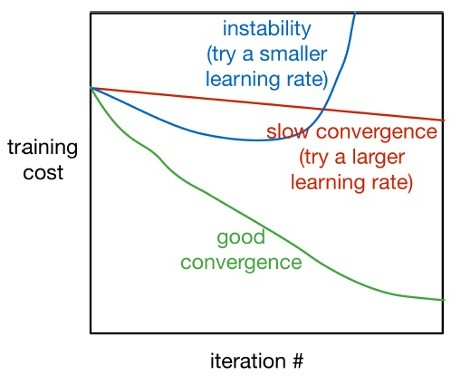 instability
(try a smaller
learning rate)
slow convergence
(try a larger
learning rate)
training
cost
good
convergence
iteration #